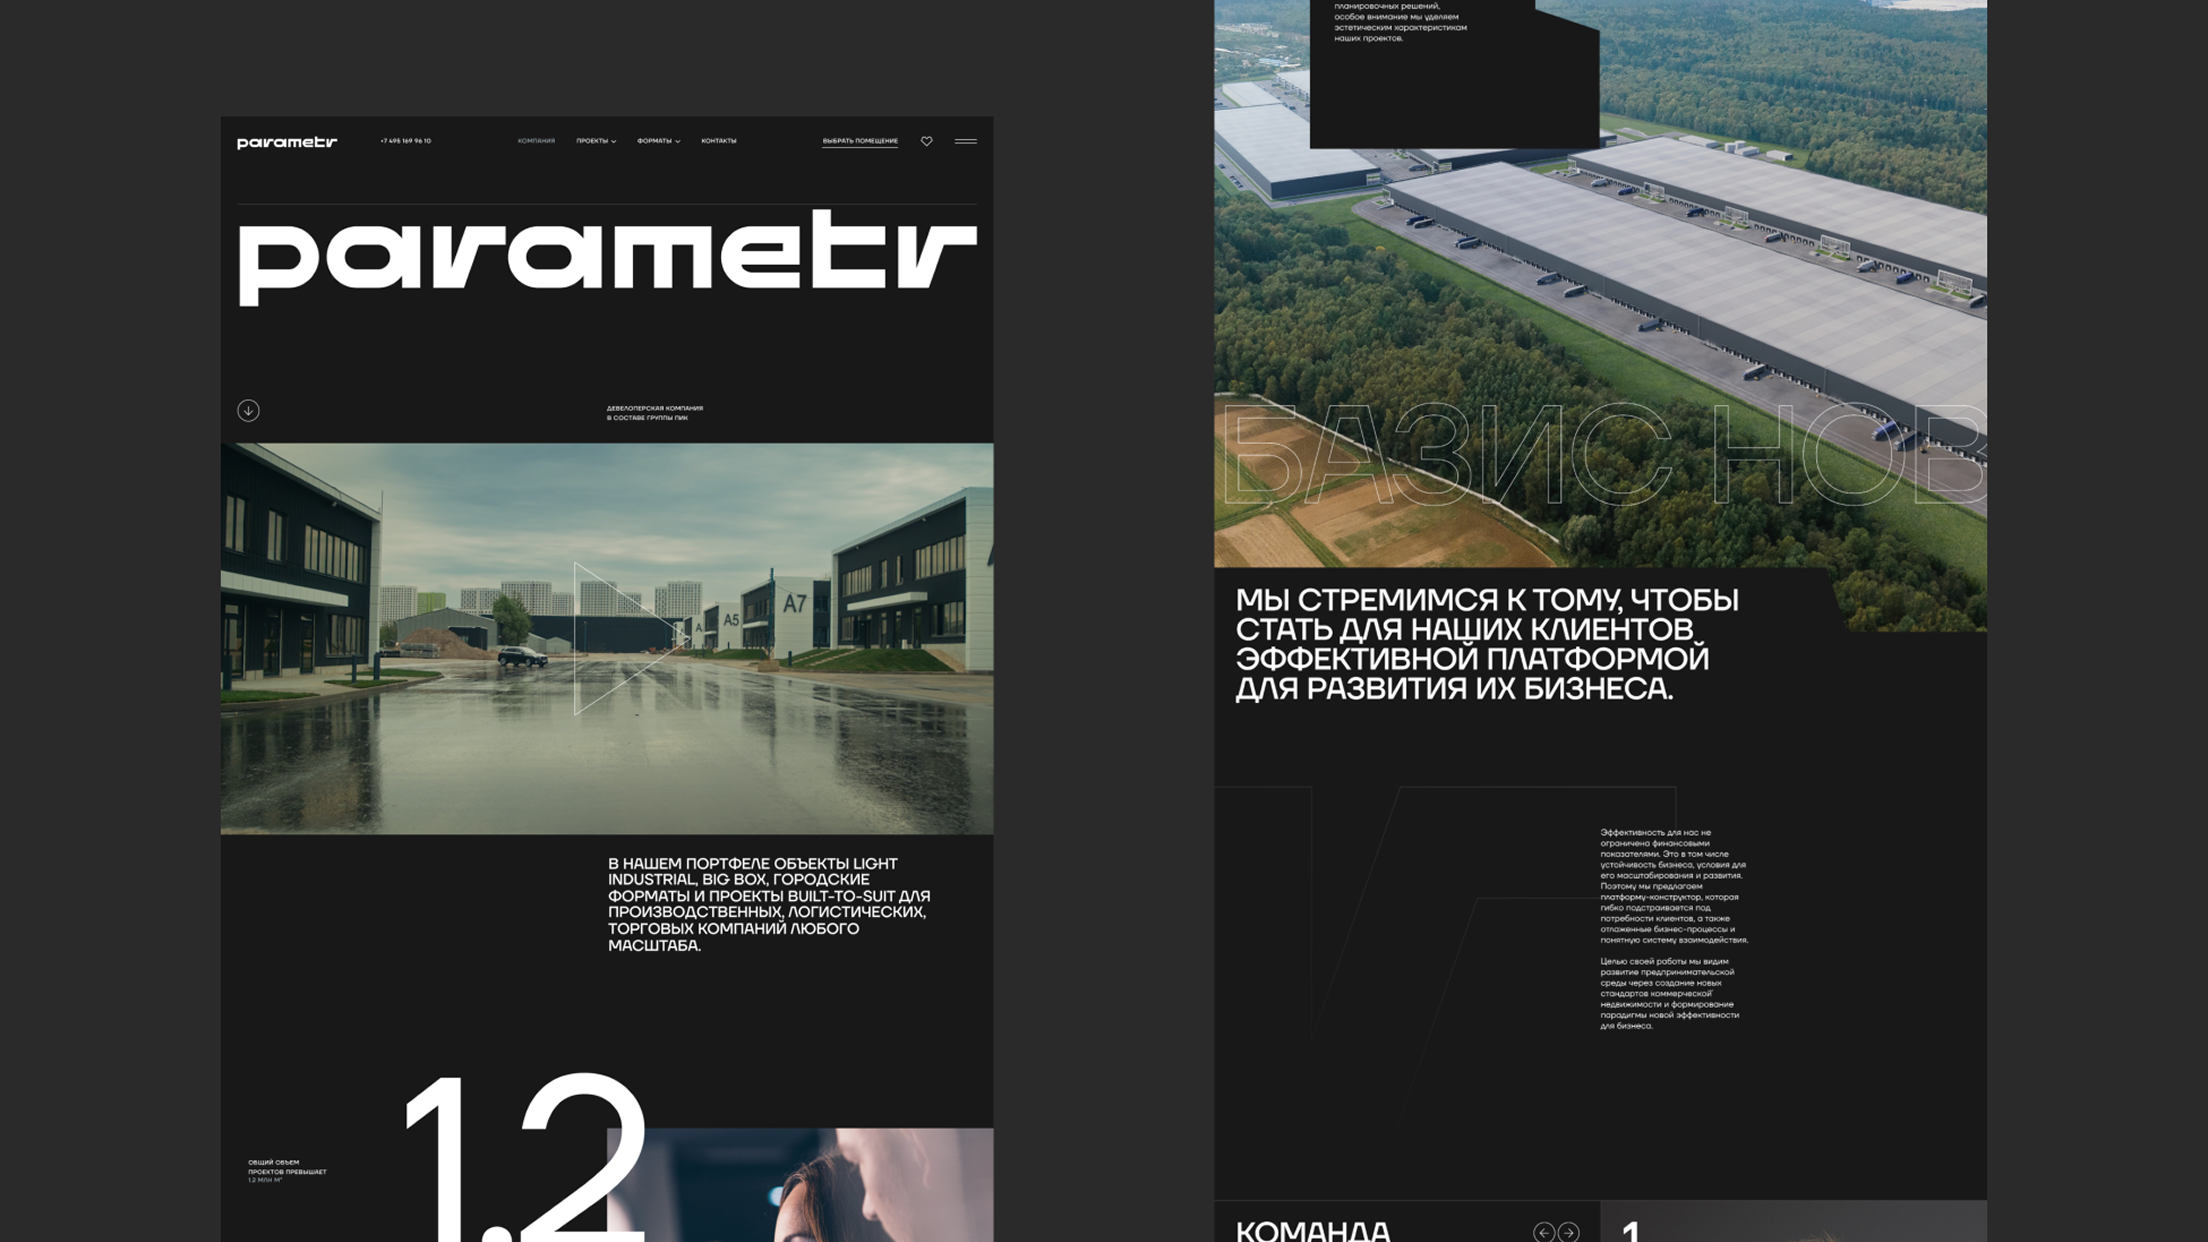 parametr
+7 495 169 96 10
КОМПАНИЯ
ПРОЕКТЫ
ФОРМАТЫ
КОНТАКТЫ
ВЫБРАТЬ ПОМЕЩЕНИЕ
parametr
ДЕВЕЛОПЕРСКАЯ КОМПАНИЯ
В СОСТАВЕ ГРУППЫ ПИК
A
A5
A7
В НАШЕМ ПОРТФЕЛЕ ОБЪЕКТЫ LIGHT
INDUSTRIAL, BIG BOX, ГОРОДСКИЕ
ФОРМАТЫ И ПРОЕКТЫ BUILT-TO-SUIT ДЛЯ
ПРОИЗВОДСТВЕННЫХ, ЛОГИСТИЧЕСКИХ,
ТОРГОВЫХ КОМПАНИЙ ЛЮБОГО
МАСШТАБА.
ОБЩИЙ ОБЪЕМ
ПРОЕКТОВ ПРЕВЫШАЕТ
1.2 МЛН М²
1.2
планировочных решений,
особое внимание мы уделяем
эстетическим характеристикам
наших проектов.
БАЗИС НОВ
МЫ СТРЕМИМСЯ К ТОМУ, ЧТОБЫ
СТАТЬ ДЛЯ НАШИХ КЛИЕНТОВ
ЭФФЕКТИВНОЙ ПЛАТФОРМОЙ
ДЛЯ РАЗВИТИЯ ИХ БИЗНЕСА.
Эффективность для нас не
ограничена финансовыми
показателями. Это в том числе
устойчивость бизнеса, условия для
его масштабирования и развития.
Поэтому мы предлагаем
платформу-конструктор, которая
гибко подстраивается под
потребности клиентов, а также
отлаженные бизнес-процессы и
понятную систему взаимодействия.
Целью своей работы мы видим
развитие предпринимательской
среды через создание новых
стандартов коммерческой
недвижимости и формирование
парадигмы новой эффективности
для бизнеса.
КОМАНДА
1